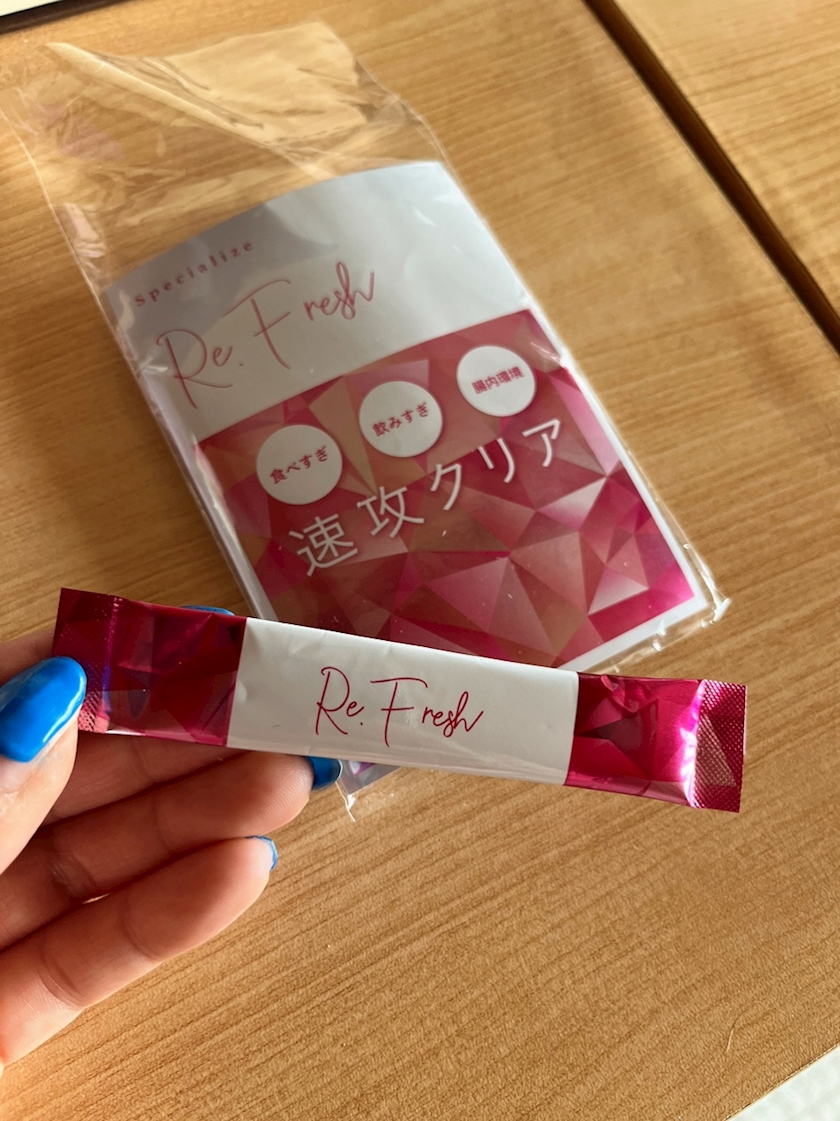 Specialize
Re. Fresh
食べすぎ
飲みすぎ
腸内環境
速攻クリア
Re. Fresh